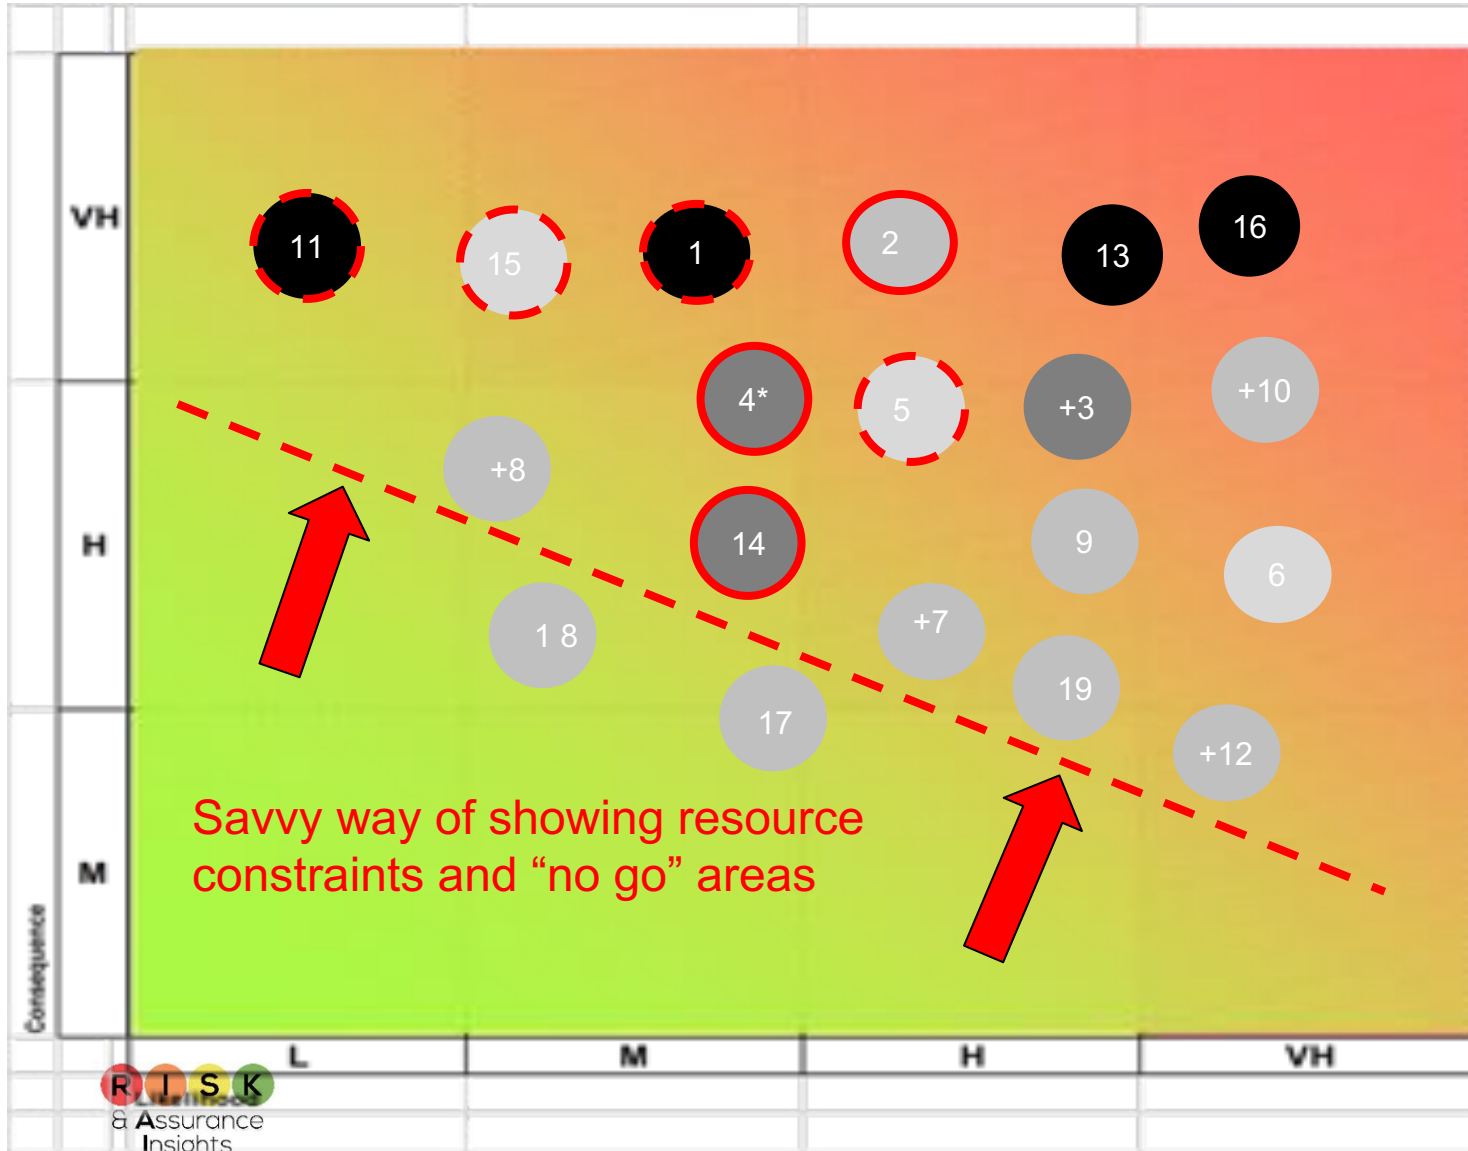 VH
11
15
1
2
13
16
4*
5
+3
+10
+8
H
14
9
6
1 8
+7
19
17
+12
M
Savvy way of showing resource
constraints and “no go” areas
Consequence
L
M
H
VH
R I S K
Likelihood
& Assurance
Insights